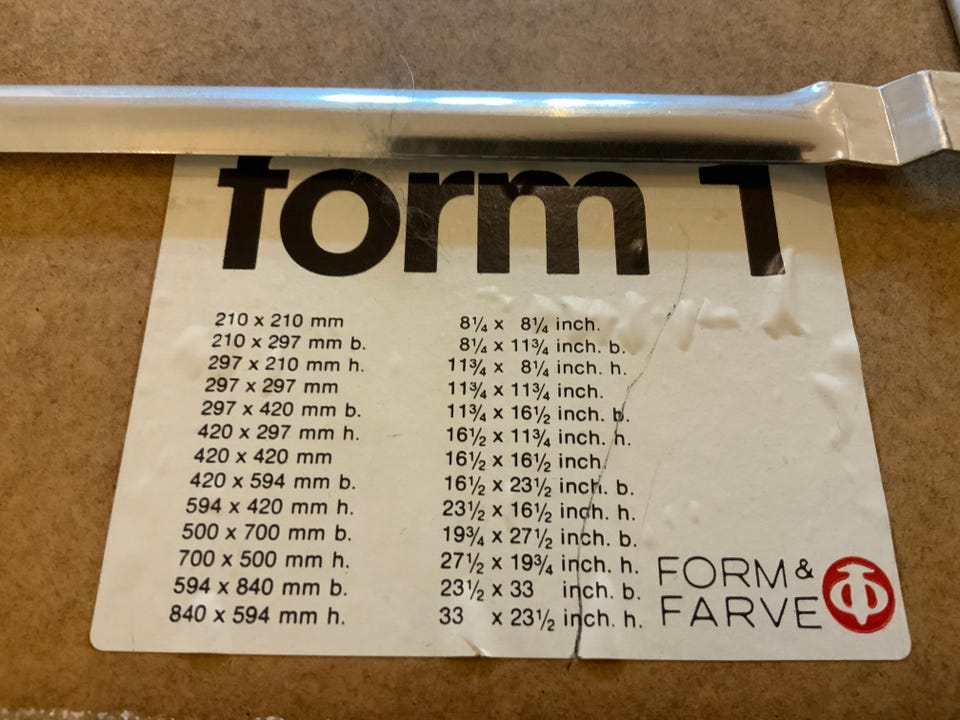 form 1
210 x 210 mm 8¼ x 8¼ inch.
210 x 297 mm b. 8¼ x 11¾ inch. b.
297 x 210 mm h. 11¾ x 8¼ inch. h.
297 x 297 mm 11¾ x 11¾ inch.
297 x 420 mm b. 11¾ x 16½ inch. b.
420 x 297 mm h. 16½ x 11¾ inch. h.
420 x 420 mm 16½ x 16½ inch.
420 x 594 mm b. 16½ x 23½ inch. b.
594 x 420 mm h. 23½ x 16½ inch. h.
500 x 700 mm b. 19¾ x 27½ inch. b.
700 x 500 mm h. 27½ x 19¾ inch. h.
594 x 840 mm b. 23½ x 33 inch. b.
840 x 594 mm h. 33 x 23½ inch. h.
FORM &
FARVE